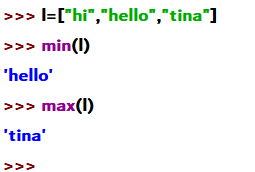 >>> l=["hi","hello","tina"]
>>> min(l)
'hello'
>>> max(l)
'tina'
>>>